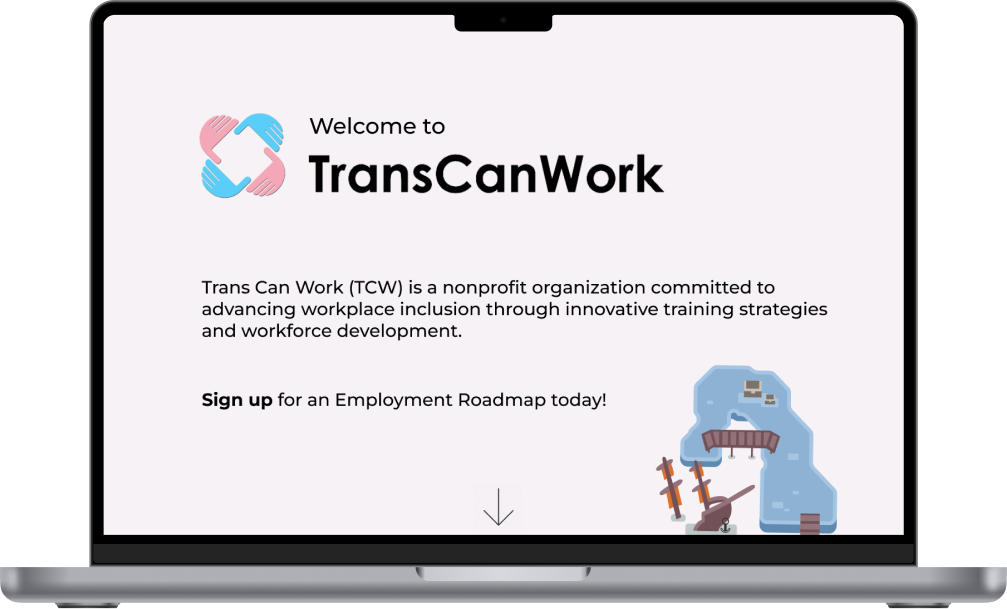 Welcome to
TransCanWork
Trans Can Work (TCW) is a nonprofit organization committed to
advancing workplace inclusion through innovative training strategies
and workforce development.
Sign up for an Employment Roadmap today!